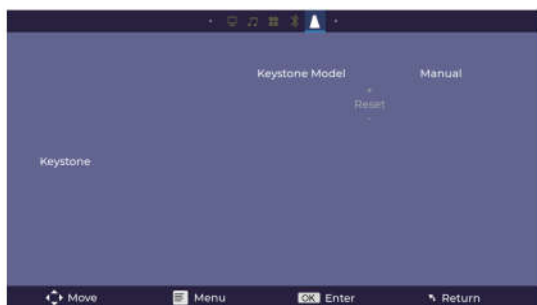 Keystone Model Manual
+
Reset
-
Keystone
Move Menu OK Enter Return